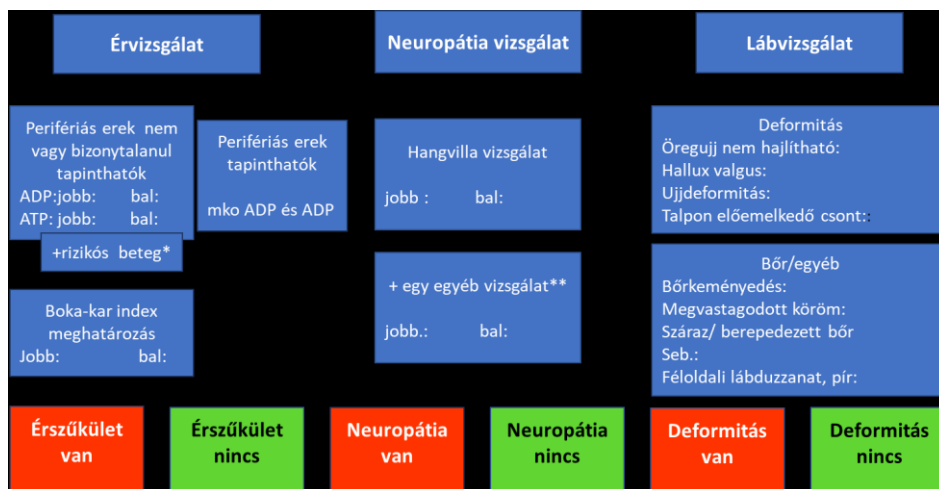 Érvizsgálat
Neuropátia vizsgálat
Lábvizsgálat
Perifériás erek nem
vagy bizonytalanul
tapinthatók
ADP:jobb: bal:
ATP: jobb: bal:
+rizikós beteg*
Boka-kar index
meghatározás
Jobb: bal:
Perifériás erek
tapinthatók
mko ADP és ADP
Hangvilla vizsgálat
jobb : bal:
+ egy egyéb vizsgálat**
jobb.: bal:
Deformitás
Öregujj nem hajlítható:
Hallux valgus:
Ujjdeformitás:
Talpon előemelkedő csont::
Bőr/egyéb
Bőrkeményedés:
Megvastagodott köröm:
Száraz/ berepedezett bőr
Seb.:
Féloldali lábduzzanat, pír:
Érszűkület
van
Érszűkület
nincs
Neuropátia
van
Neuropátia
nincs
Deformitás
van
Deformitás
nincs